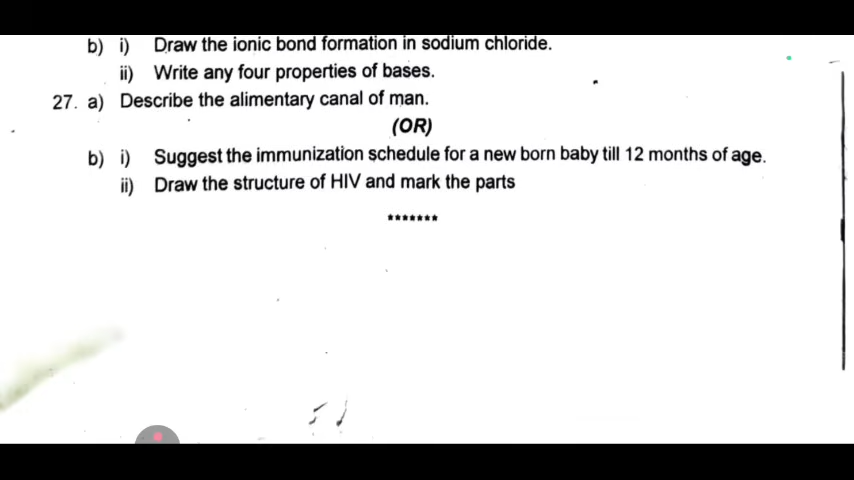 b) i) Draw the ionic bond formation in sodium chloride.
ii) Write any four properties of bases.
27. a) Describe the alimentary canal of man.
(OR)
b) i) Suggest the immunization schedule for a new born baby till 12 months of age.
ii) Draw the structure of HIV and mark the parts
*******